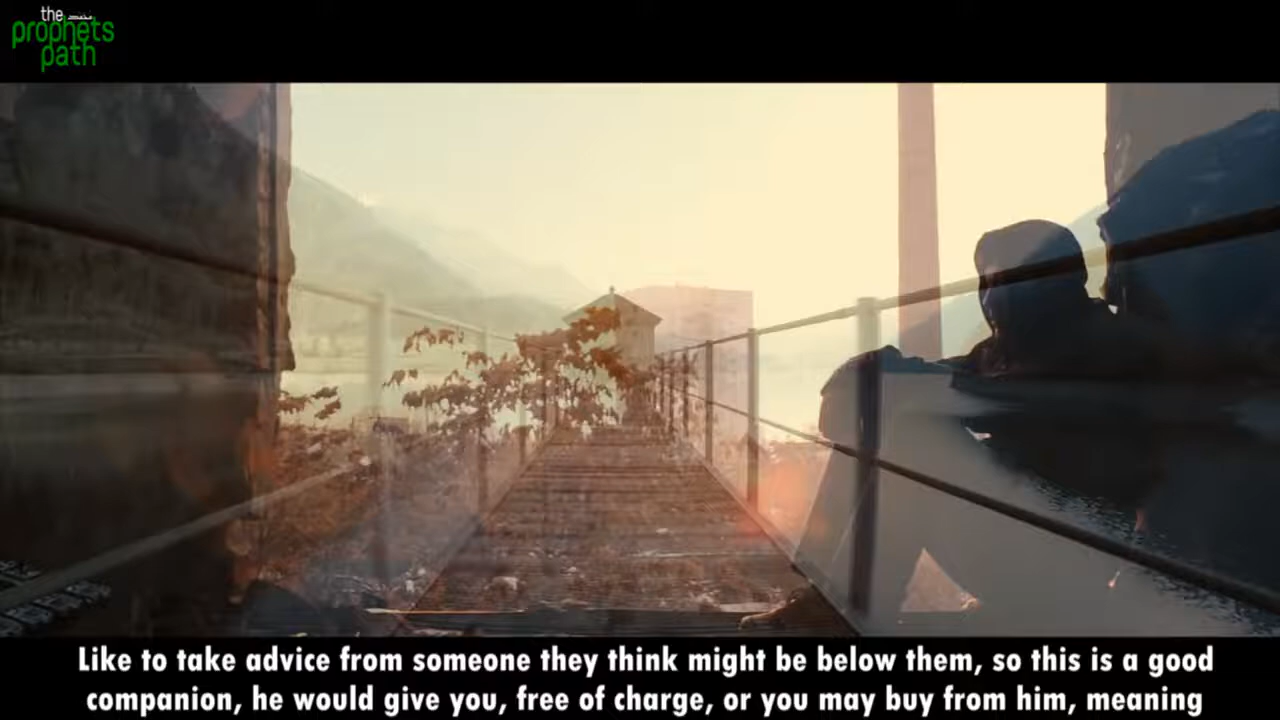 the
prophets
path
Like to take advice from someone they think might be below them, so this is a good
companion, he would give you, free of charge, or you may buy from him, meaning